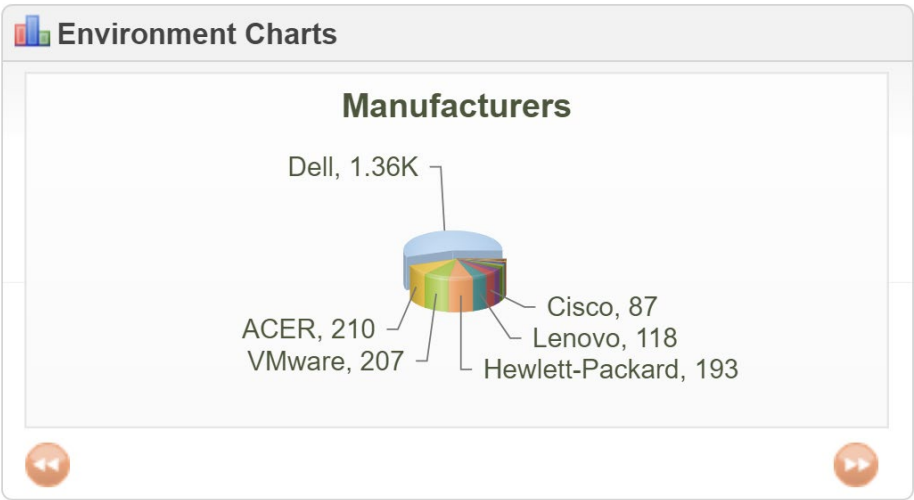 Environment Charts
Manufacturers
Dell, 1.36K
Cisco, 87
ACER, 210
Lenovo, 118
VMware, 207
Hewlett-Packard, 193